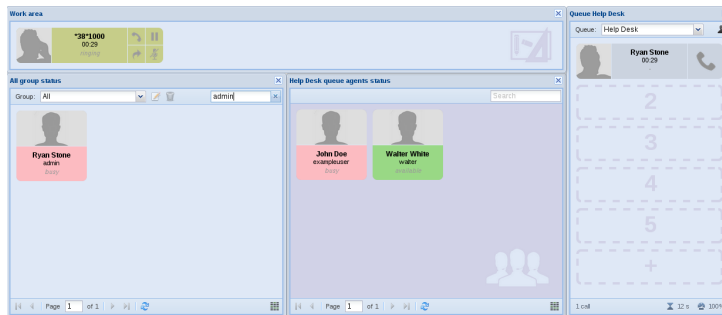 Work area
*38*1000
00:29
ringing
All group status
Group: All
admin
Ryan Stone
admin
busy
Page 1 of 1
Help Desk queue agents status
Search
John Doe
exampleuser
busy
Walter White
walter
available
Page 1 of 1
Queue Help Desk
Queue: Help Desk
Ryan Stone
00:29
2
3
4
5
+
1 call
12 s
100%